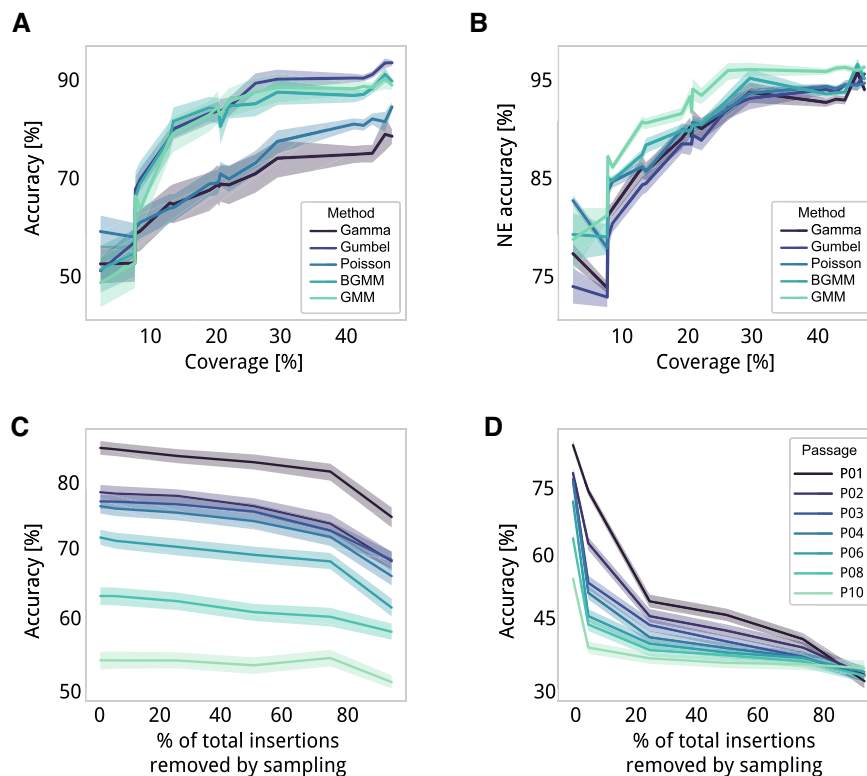 A
Accuracy [%]
90
70
50
10
20
30
40
Coverage [%]
Method
Gamma
Gumbel
Poisson
BGMM
GMM
B
NE accuracy [%]
95
85
75
10
20
30
40
Coverage [%]
Method
Gamma
Gumbel
Poisson
BGMM
GMM
C
Accuracy [%]
80
70
60
50
0
20
40
60
80
% of total insertions
removed by sampling
D
Accuracy [%]
75
60
45
30
0
20
40
60
80
% of total insertions
removed by sampling
Passage
P01
P02
P03
P04
P06
P08
P10